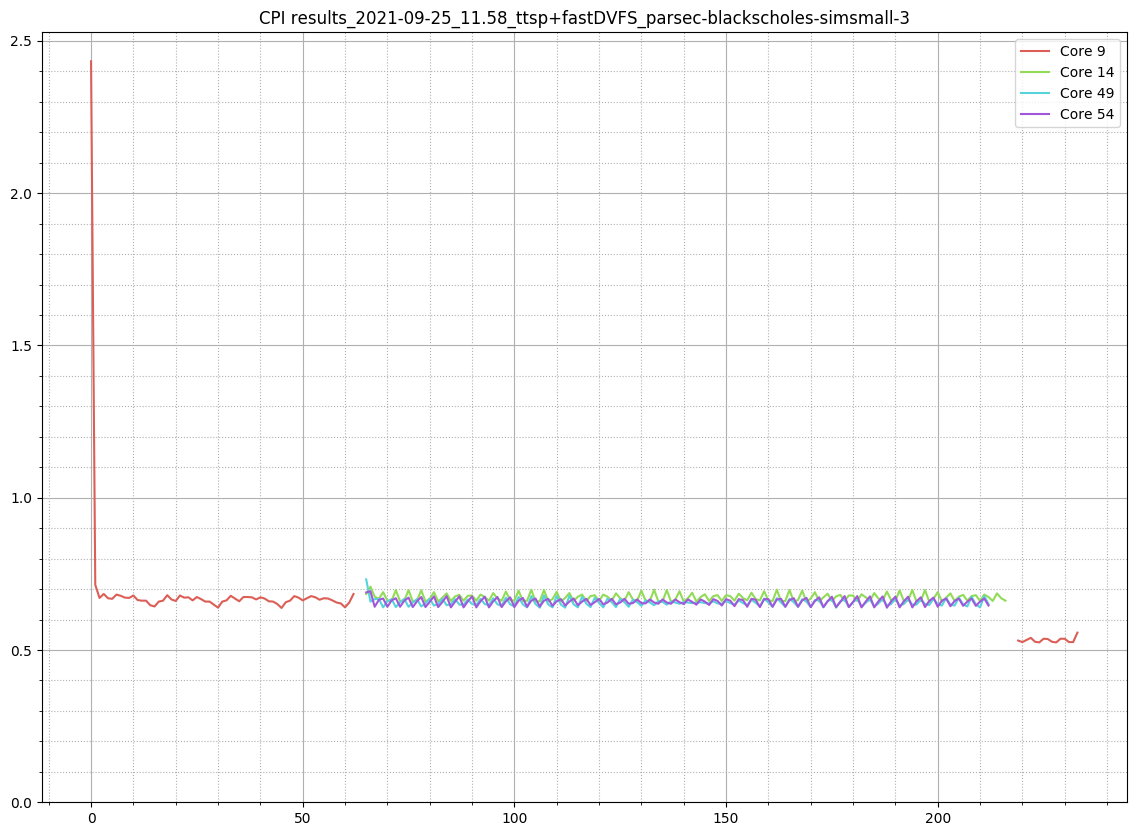 CPI results_2021-09-25_11.58_ttsp+fastDVFS_parsec-blackscholes-simsmall-3
Core 9
Core 14
Core 49
Core 54
2.5
2.0
1.5
1.0
0.5
0.0
0 50 100 150 200